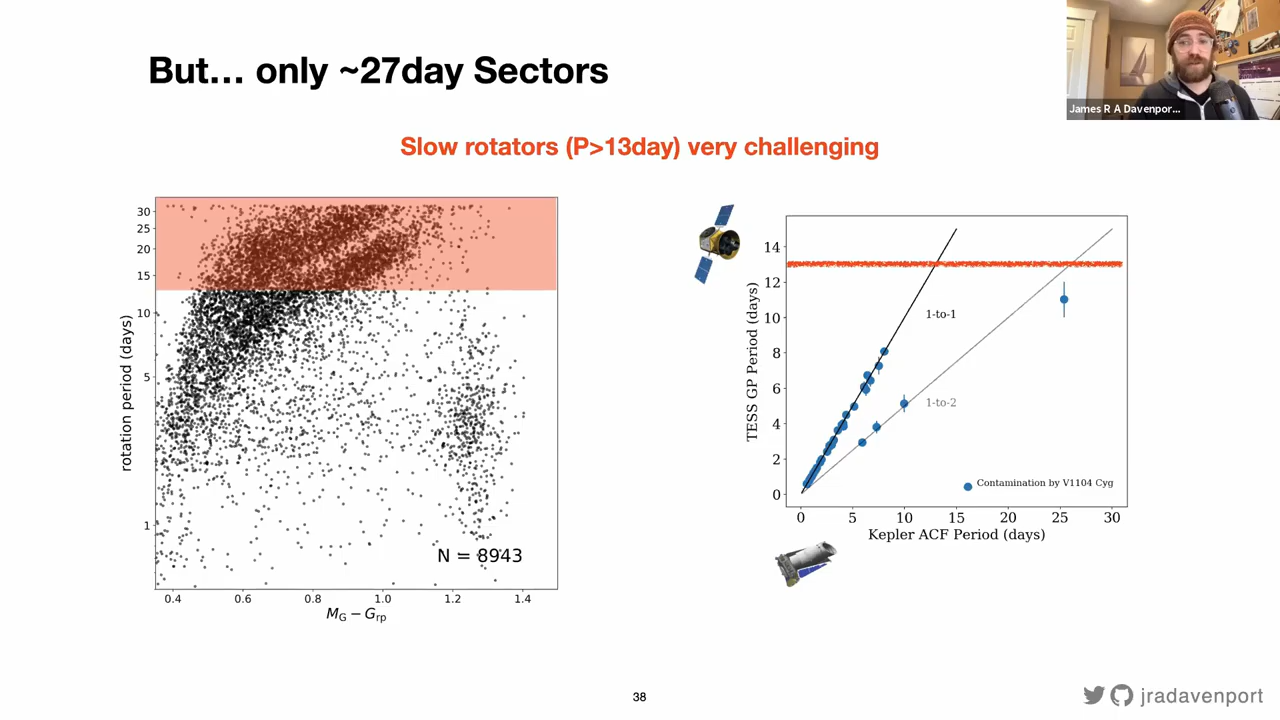 But... only ~27day Sectors
James R A Davenpor...
Slow rotators (P>13day) very challenging
30
25
20
15
10
5
1
rotation period (days)
N = 8943
0.4 0.6 0.8 1.0 1.2 1.4
M_G − G_rp
14
12
10
8
6
4
2
0
TESS GP Period (days)
1-to-1
1-to-2
Contamination by V1104 Cyg
0 5 10 15 20 25 30
Kepler ACF Period (days)
38
jradavenport